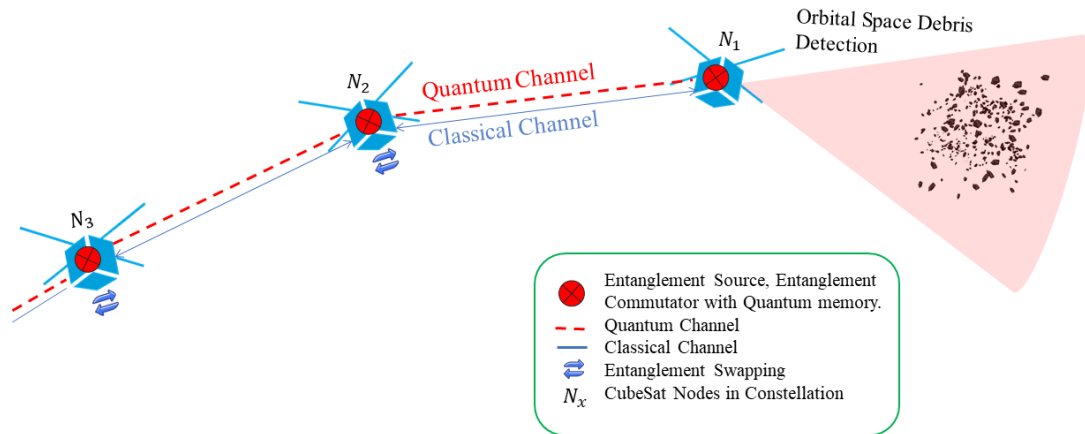 Orbital Space Debris
Detection
N₁
N₂
Quantum Channel
Classical Channel
N₃
Entanglement Source, Entanglement
Commutator with Quantum memory.
Quantum Channel
Classical Channel
Entanglement Swapping
Nₓ CubeSat Nodes in Constellation